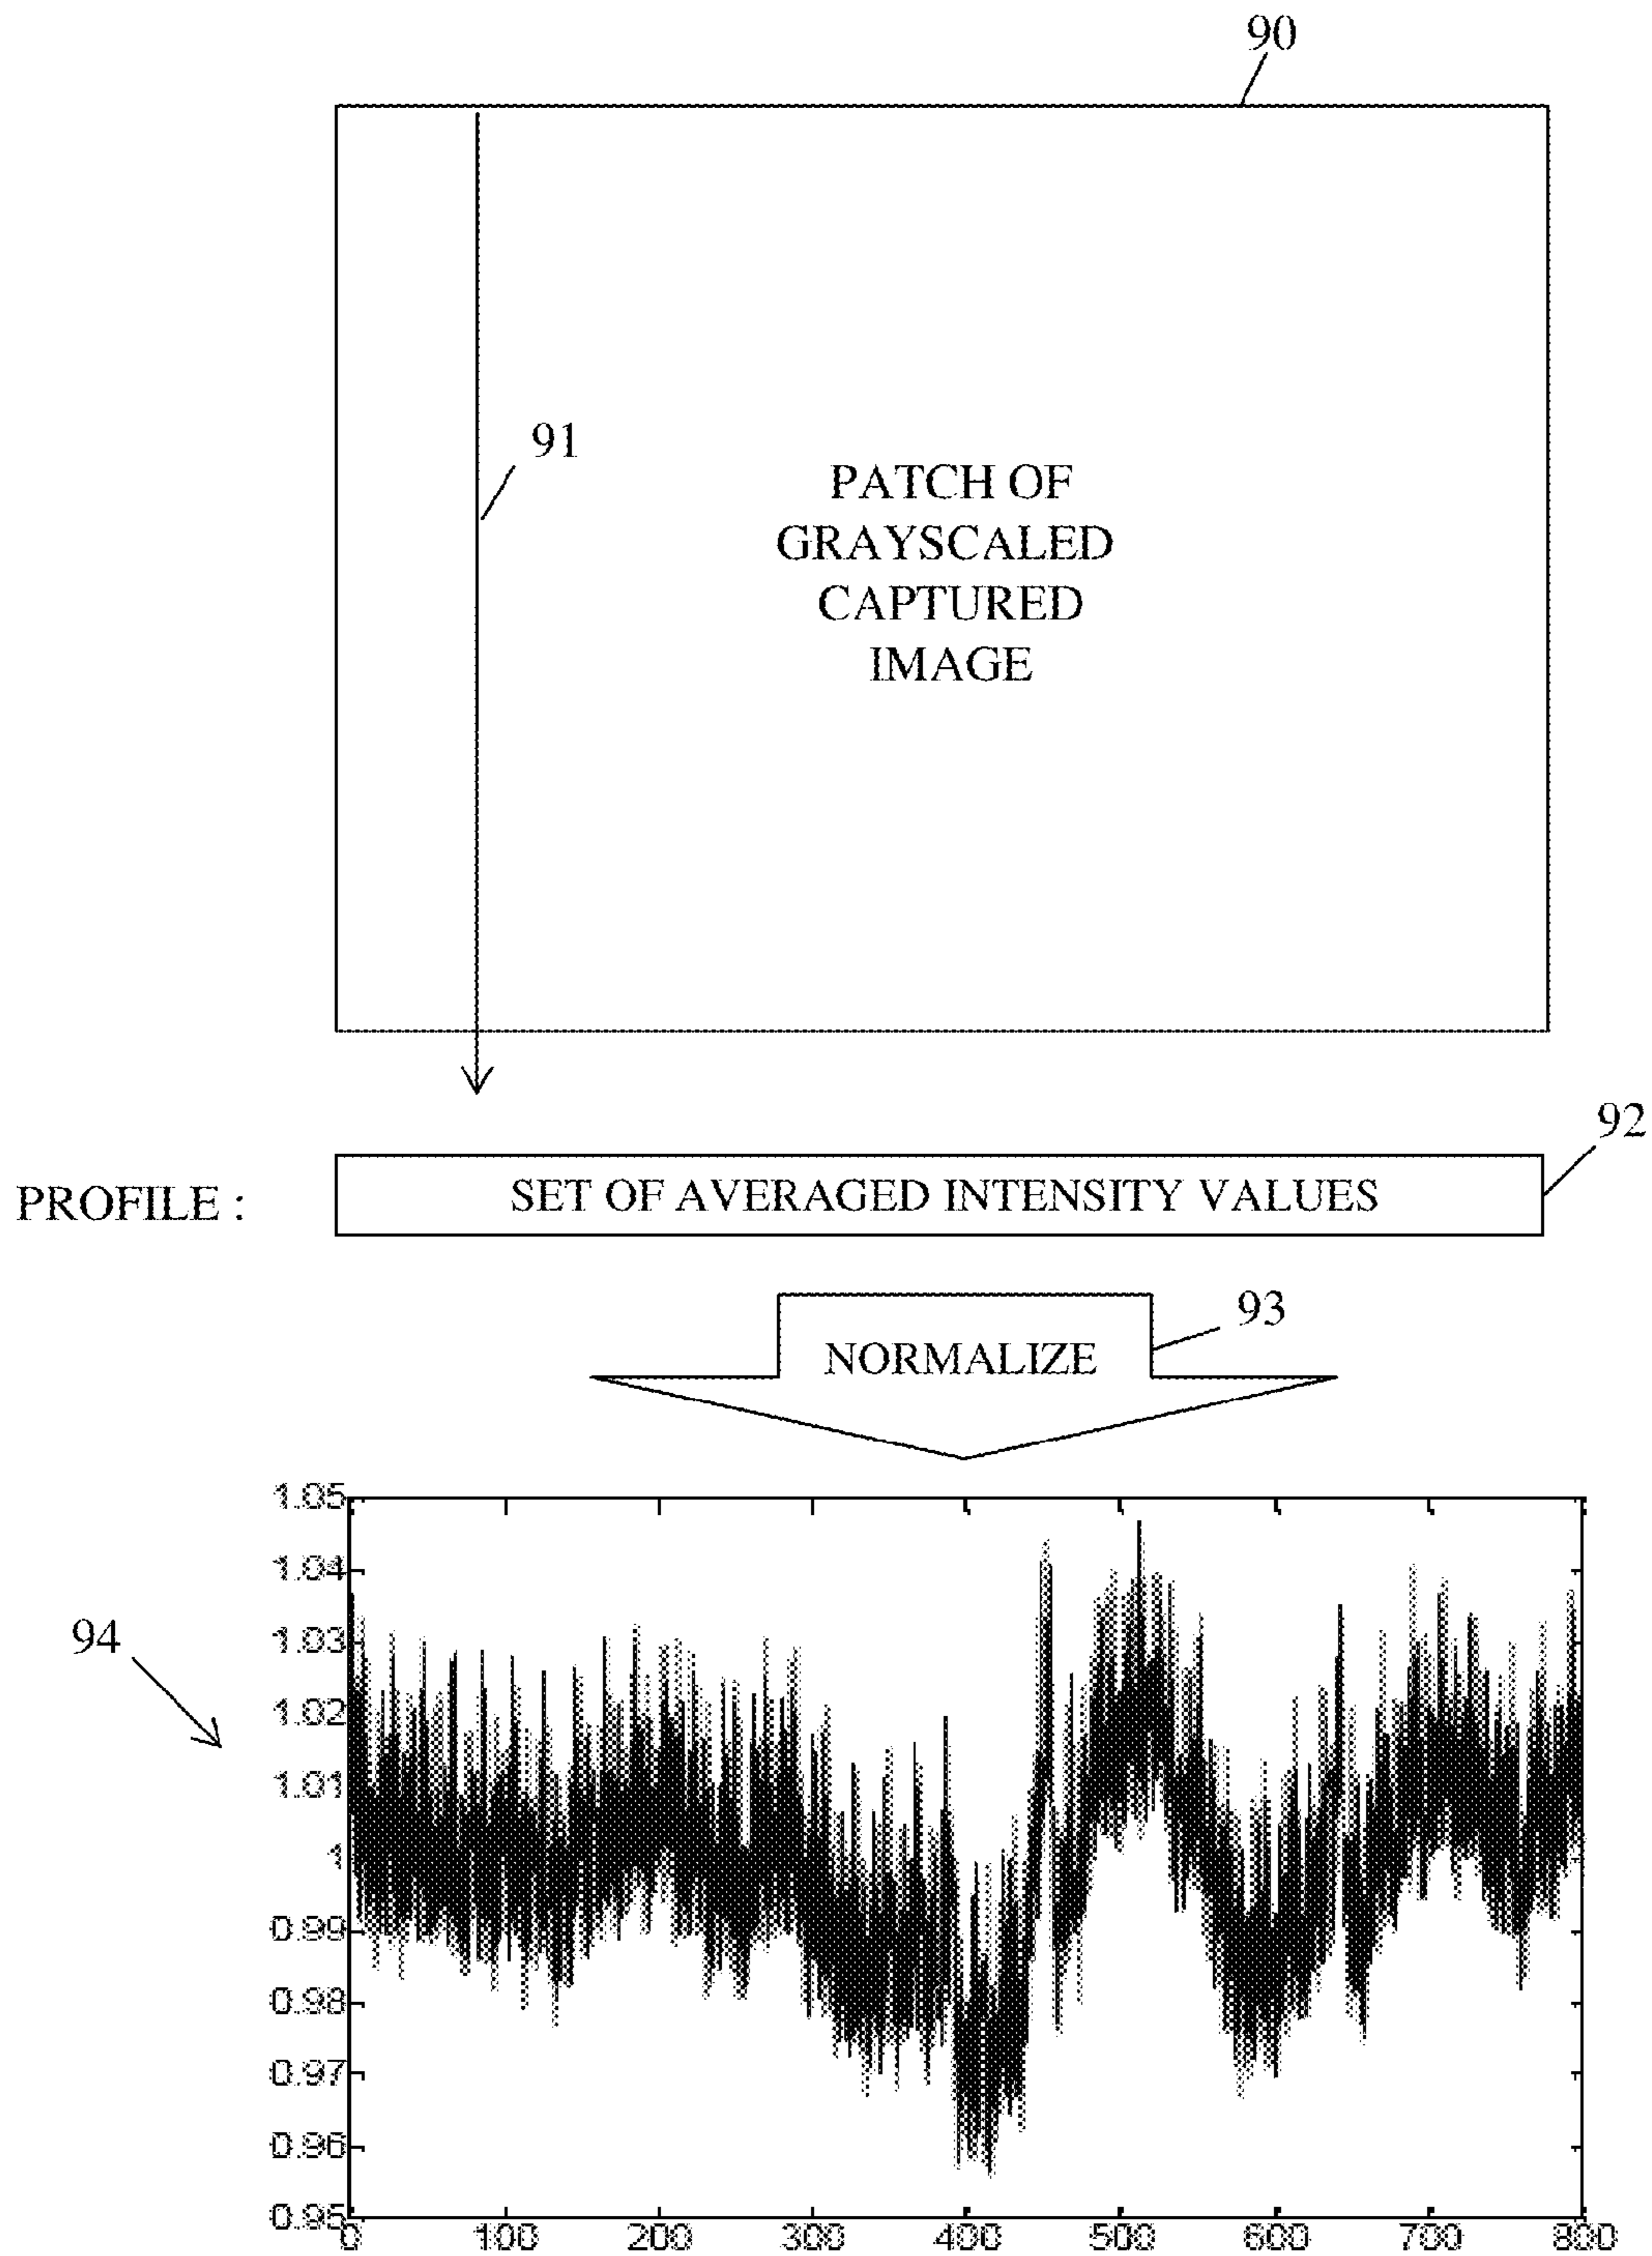 90
91
PATCH OF
GRAYSCALED
CAPTURED
IMAGE
92
PROFILE :
SET OF AVERAGED INTENSITY VALUES
93
NORMALIZE
94
1.05
1.04
1.03
1.02
1.01
1
0.99
0.98
0.97
0.96
0.95
0 100 200 300 400 500 600 700 800